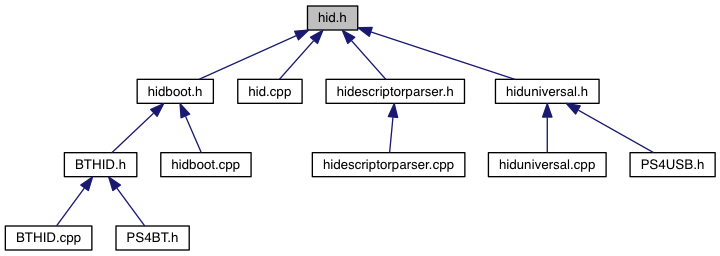 hid.h
hidboot.h
hid.cpp
hidescriptorparser.h
hiduniversal.h
BTHID.h
hidboot.cpp
hidescriptorparser.cpp
hiduniversal.cpp
PS4USB.h
BTHID.cpp
PS4BT.h